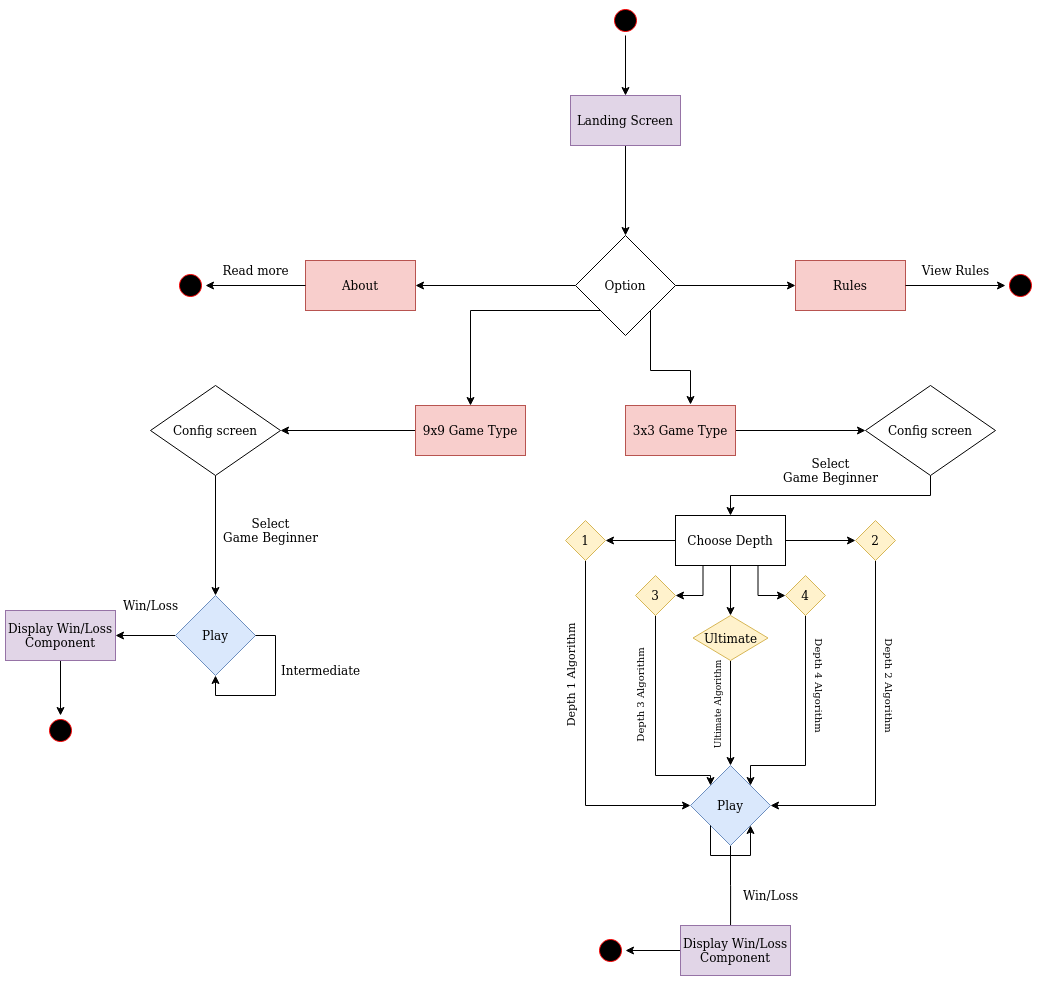 Landing Screen
Read more
About
Option
Rules
View Rules
Config screen
9x9 Game Type
3x3 Game Type
Config screen
Select
Game Beginner
Select
Game Beginner
1
Choose Depth
2
3
4
Win/Loss
Display Win/Loss
Component
Play
Intermediate
Ultimate
Depth 1 Algorithm
Depth 3 Algorithm
Ultimate Algorithm
Depth 4 Algorithm
Depth 2 Algorithm
Play
Win/Loss
Display Win/Loss
Component